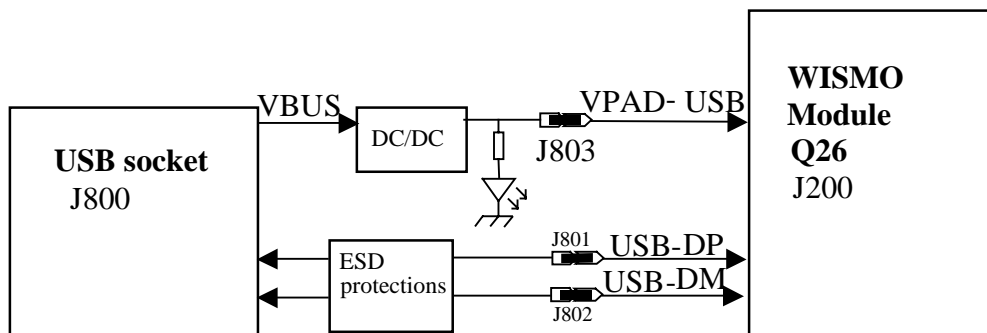 USB socket
J800
VBUS
DC/DC
J803
VPAD- USB
WISMO
Module
Q26
J200
ESD
protections
J801
USB-DP
J802
USB-DM